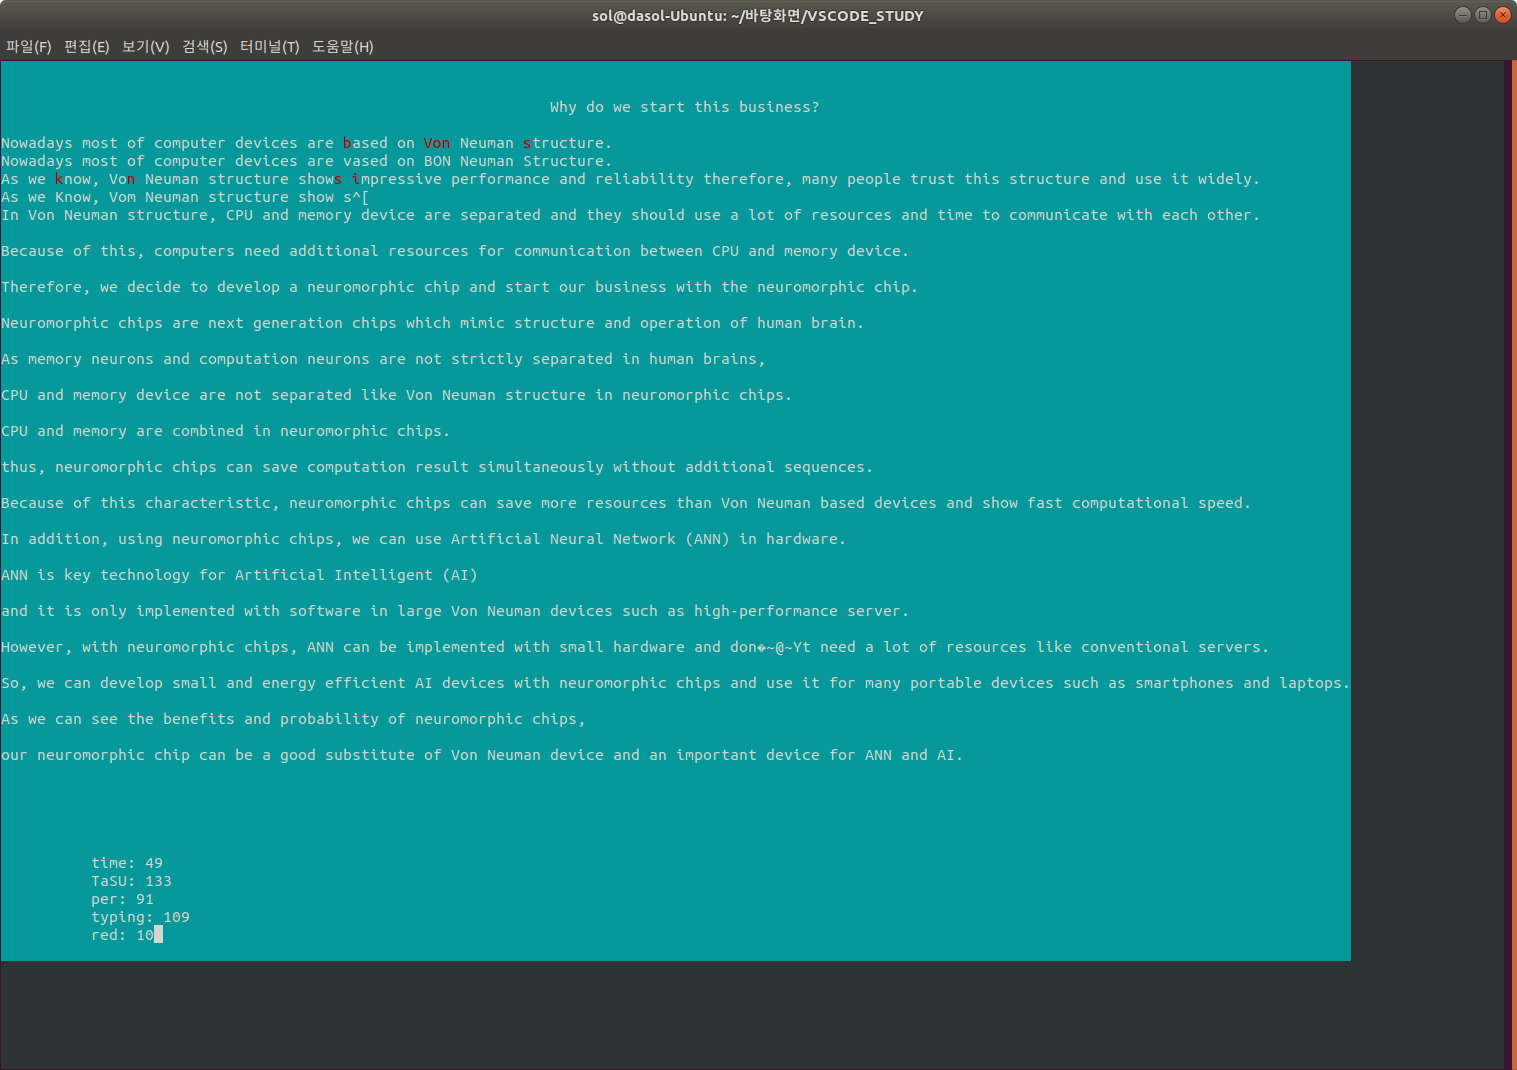 sol@dasol-Ubuntu: ~/바탕화면/VSCODE_STUDY
파일(F) 편집(E) 보기(V) 검색(S) 터미널(T) 도움말(H)
Why do we start this business?
Nowadays most of computer devices are based on Von Neuman structure.
Nowadays most of computer devices are vased on BON Neuman Structure.
As we know, Von Neuman structure shows impressive performance and reliability therefore, many people trust this structure and use it widely.
As we Know, Vom Neuman structure show s^[
In Von Neuman structure, CPU and memory device are separated and they should use a lot of resources and time to communicate with each other.
Because of this, computers need additional resources for communication between CPU and memory device.
Therefore, we decide to develop a neuromorphic chip and start our business with the neuromorphic chip.
Neuromorphic chips are next generation chips which mimic structure and operation of human brain.
As memory neurons and computation neurons are not strictly separated in human brains,
CPU and memory device are not separated like Von Neuman structure in neuromorphic chips.
CPU and memory are combined in neuromorphic chips.
thus, neuromorphic chips can save computation result simultaneously without additional sequences.
Because of this characteristic, neuromorphic chips can save more resources than Von Neuman based devices and show fast computational speed.
In addition, using neuromorphic chips, we can use Artificial Neural Network (ANN) in hardware.
ANN is key technology for Artificial Intelligent (AI)
and it is only implemented with software in large Von Neuman devices such as high-performance server.
However, with neuromorphic chips, ANN can be implemented with small hardware and don�~@~Yt need a lot of resources like conventional servers.
So, we can develop small and energy efficient AI devices with neuromorphic chips and use it for many portable devices such as smartphones and laptops.
As we can see the benefits and probability of neuromorphic chips,
our neuromorphic chip can be a good substitute of Von Neuman device and an important device for ANN and AI.
time: 49
TaSU: 133
per: 91
typing: 109
red: 10